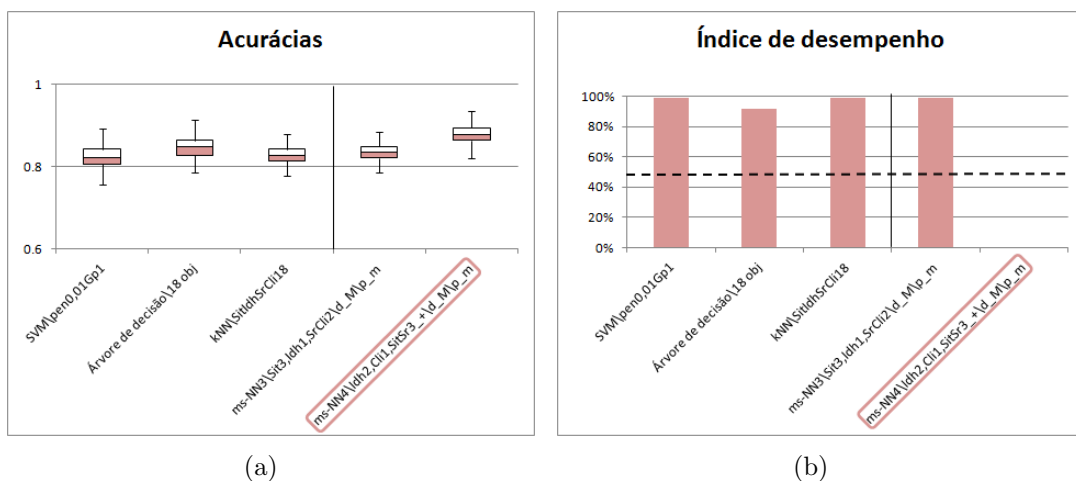 Acurácias
1
0.8
0.6
SVM\pen0,01Gp1
Árvore de decisão\18 obj
kNN\SitIdhSrCli18
ms-NN3\Sit3,Idh1,SrCli2\d_M\p_m
ms-NN4\Idh2,Cli1,SitSr3_+\d_M\p_m
(a)
Índice de desempenho
100%
80%
60%
40%
20%
0%
SVM\pen0,01Gp1
Árvore de decisão\18 obj
kNN\SitIdhSrCli18
ms-NN3\Sit3,Idh1,SrCli2\d_M\p_m
ms-NN4\Idh2,Cli1,SitSr3_+\d_M\p_m
(b)